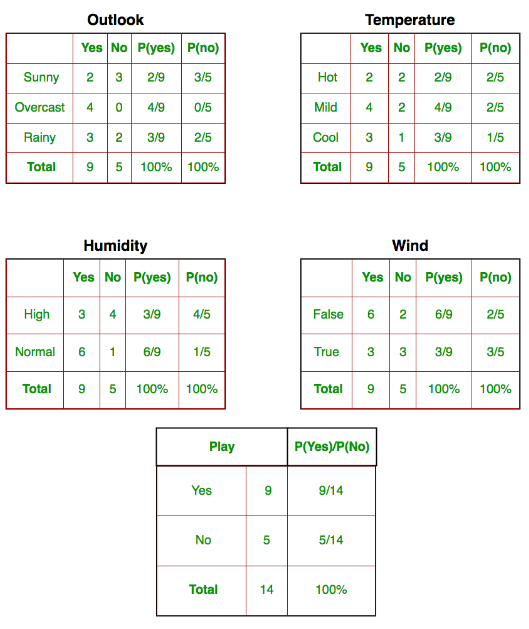 Outlook
Yes No P(yes) P(no)
Sunny 2 3 2/9 3/5
Overcast 4 0 4/9 0/5
Rainy 3 2 3/9 2/5
Total 9 5 100% 100%
Temperature
Yes No P(yes) P(no)
Hot 2 2 2/9 2/5
Mild 4 2 4/9 2/5
Cool 3 1 3/9 1/5
Total 9 5 100% 100%
Humidity
Yes No P(yes) P(no)
High 3 4 3/9 4/5
Normal 6 1 6/9 1/5
Total 9 5 100% 100%
Wind
Yes No P(yes) P(no)
False 6 2 6/9 2/5
True 3 3 3/9 3/5
Total 9 5 100% 100%
Play P(Yes)/P(No)
Yes 9 9/14
No 5 5/14
Total 14 100%